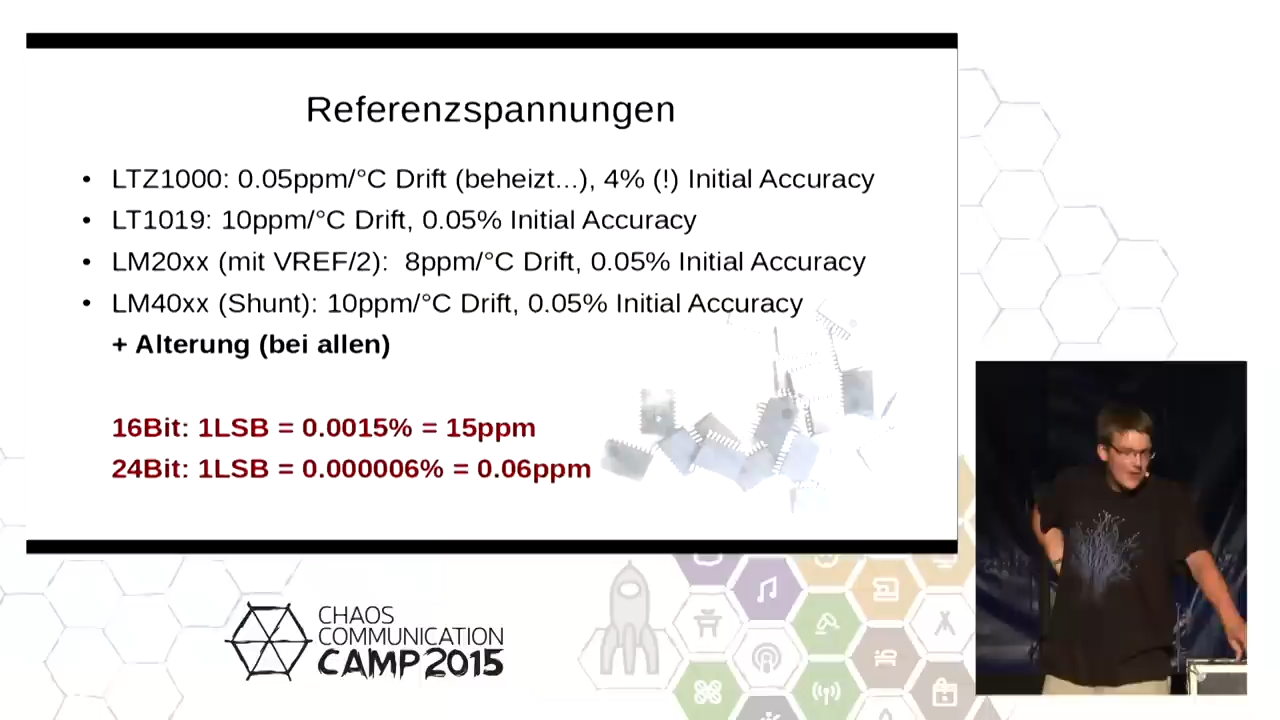 Referenzspannungen
• LTZ1000: 0.05ppm/°C Drift (beheizt...), 4% (!) Initial Accuracy
• LT1019: 10ppm/°C Drift, 0.05% Initial Accuracy
• LM20xx (mit VREF/2):  8ppm/°C Drift, 0.05% Initial Accuracy
• LM40xx (Shunt): 10ppm/°C Drift, 0.05% Initial Accuracy
+ Alterung (bei allen)
16Bit: 1LSB = 0.0015% = 15ppm
24Bit: 1LSB = 0.000006% = 0.06ppm
CHAOS
COMMUNICATION
CAMP 2015